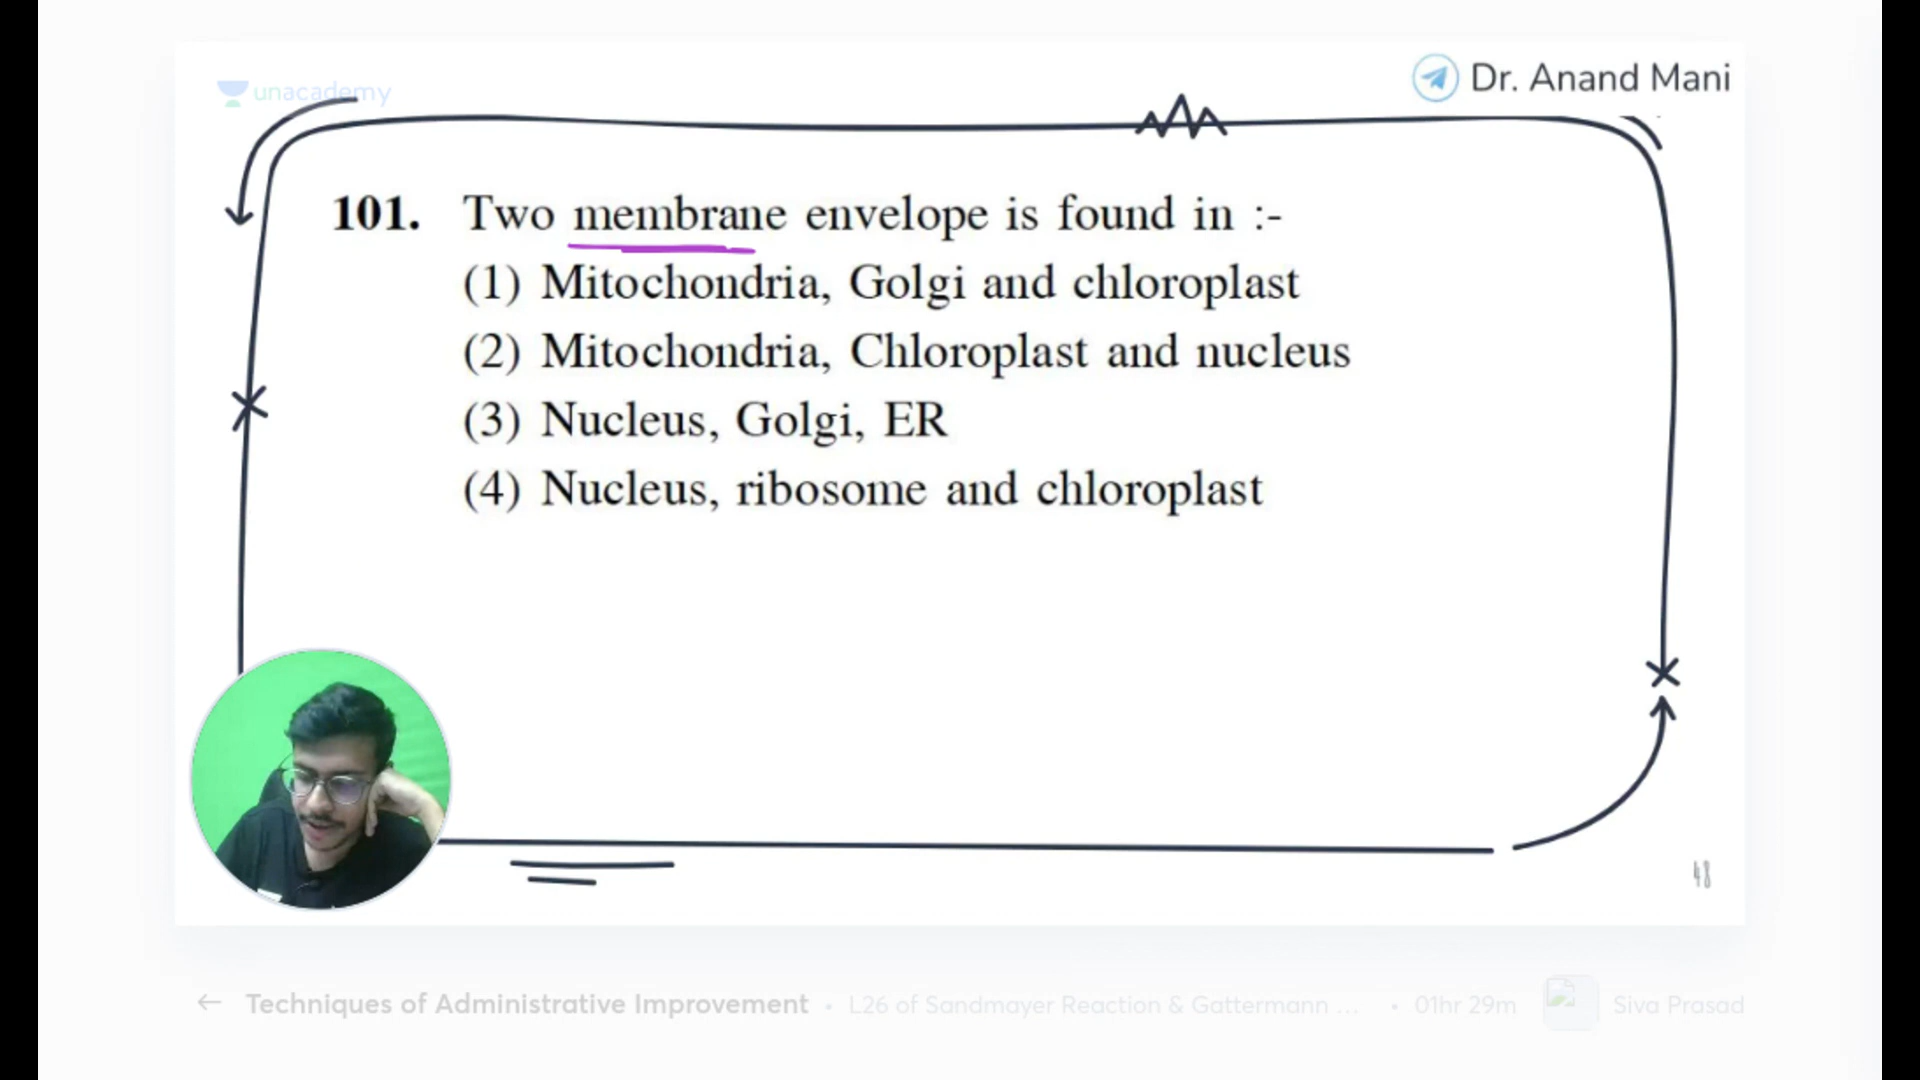 unacademy
Dr. Anand Mani
101. Two membrane envelope is found in :-
(1) Mitochondria, Golgi and chloroplast
(2) Mitochondria, Chloroplast and nucleus
(3) Nucleus, Golgi, ER
(4) Nucleus, ribosome and chloroplast
48
← Techniques of Administrative Improvement • L26 of Sandmayer Reaction & Gattermann ... • 01hr 29m Siva Prasad